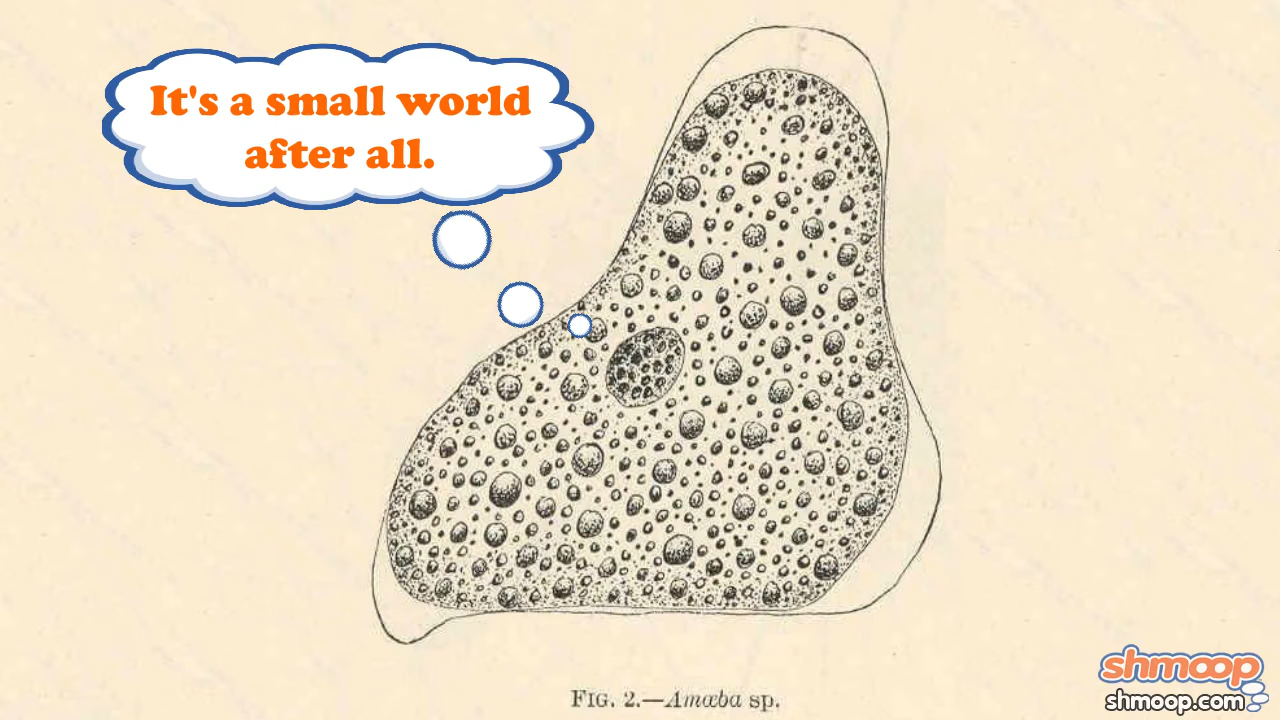 It's a small world
after all.
FIG. 2.—Amœba sp.
shmoop
shmoop.com